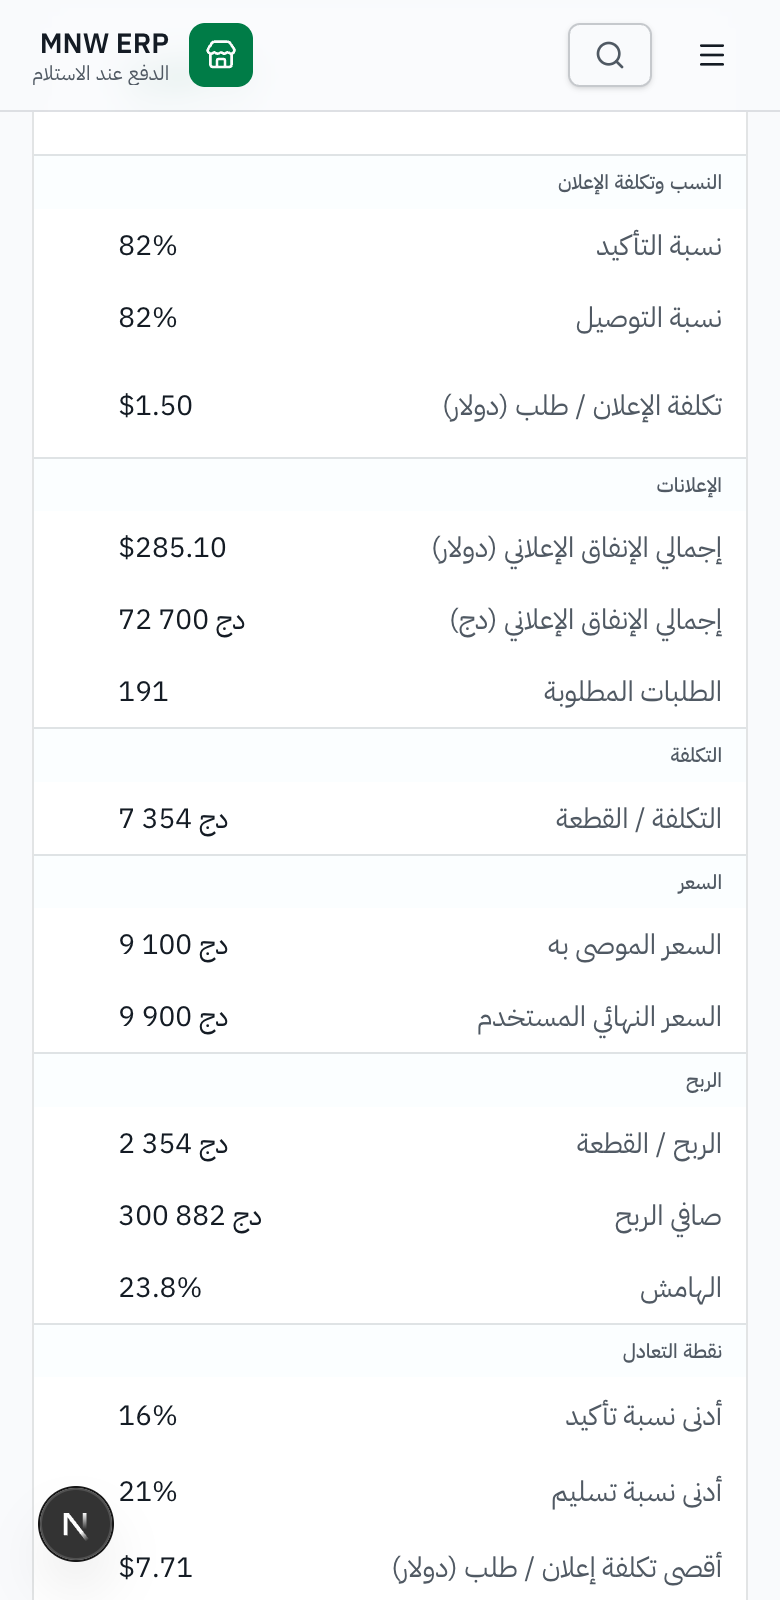 MNW ERP
الدفع عند الاستلام
النسب وتكلفة الإعلان
نسبة التأكيد 82%
نسبة التوصيل 82%
تكلفة الإعلان / طلب (دولار) $1.50
الإعلانات
إجمالي الإنفاق الإعلاني (دولار) $285.10
إجمالي الإنفاق الإعلاني (دج) 72 700 دج
الطلبات المطلوبة 191
التكلفة
التكلفة / القطعة 7 354 دج
السعر
السعر الموصى به 9 100 دج
السعر النهائي المستخدم 9 900 دج
الربح
الربح / القطعة 2 354 دج
صافي الربح 300 882 دج
الهامش 23.8%
نقطة التعادل
أدنى نسبة تأكيد 16%
أدنى نسبة تسليم 21%
أقصى تكلفة إعلان / طلب (دولار) $7.71
N